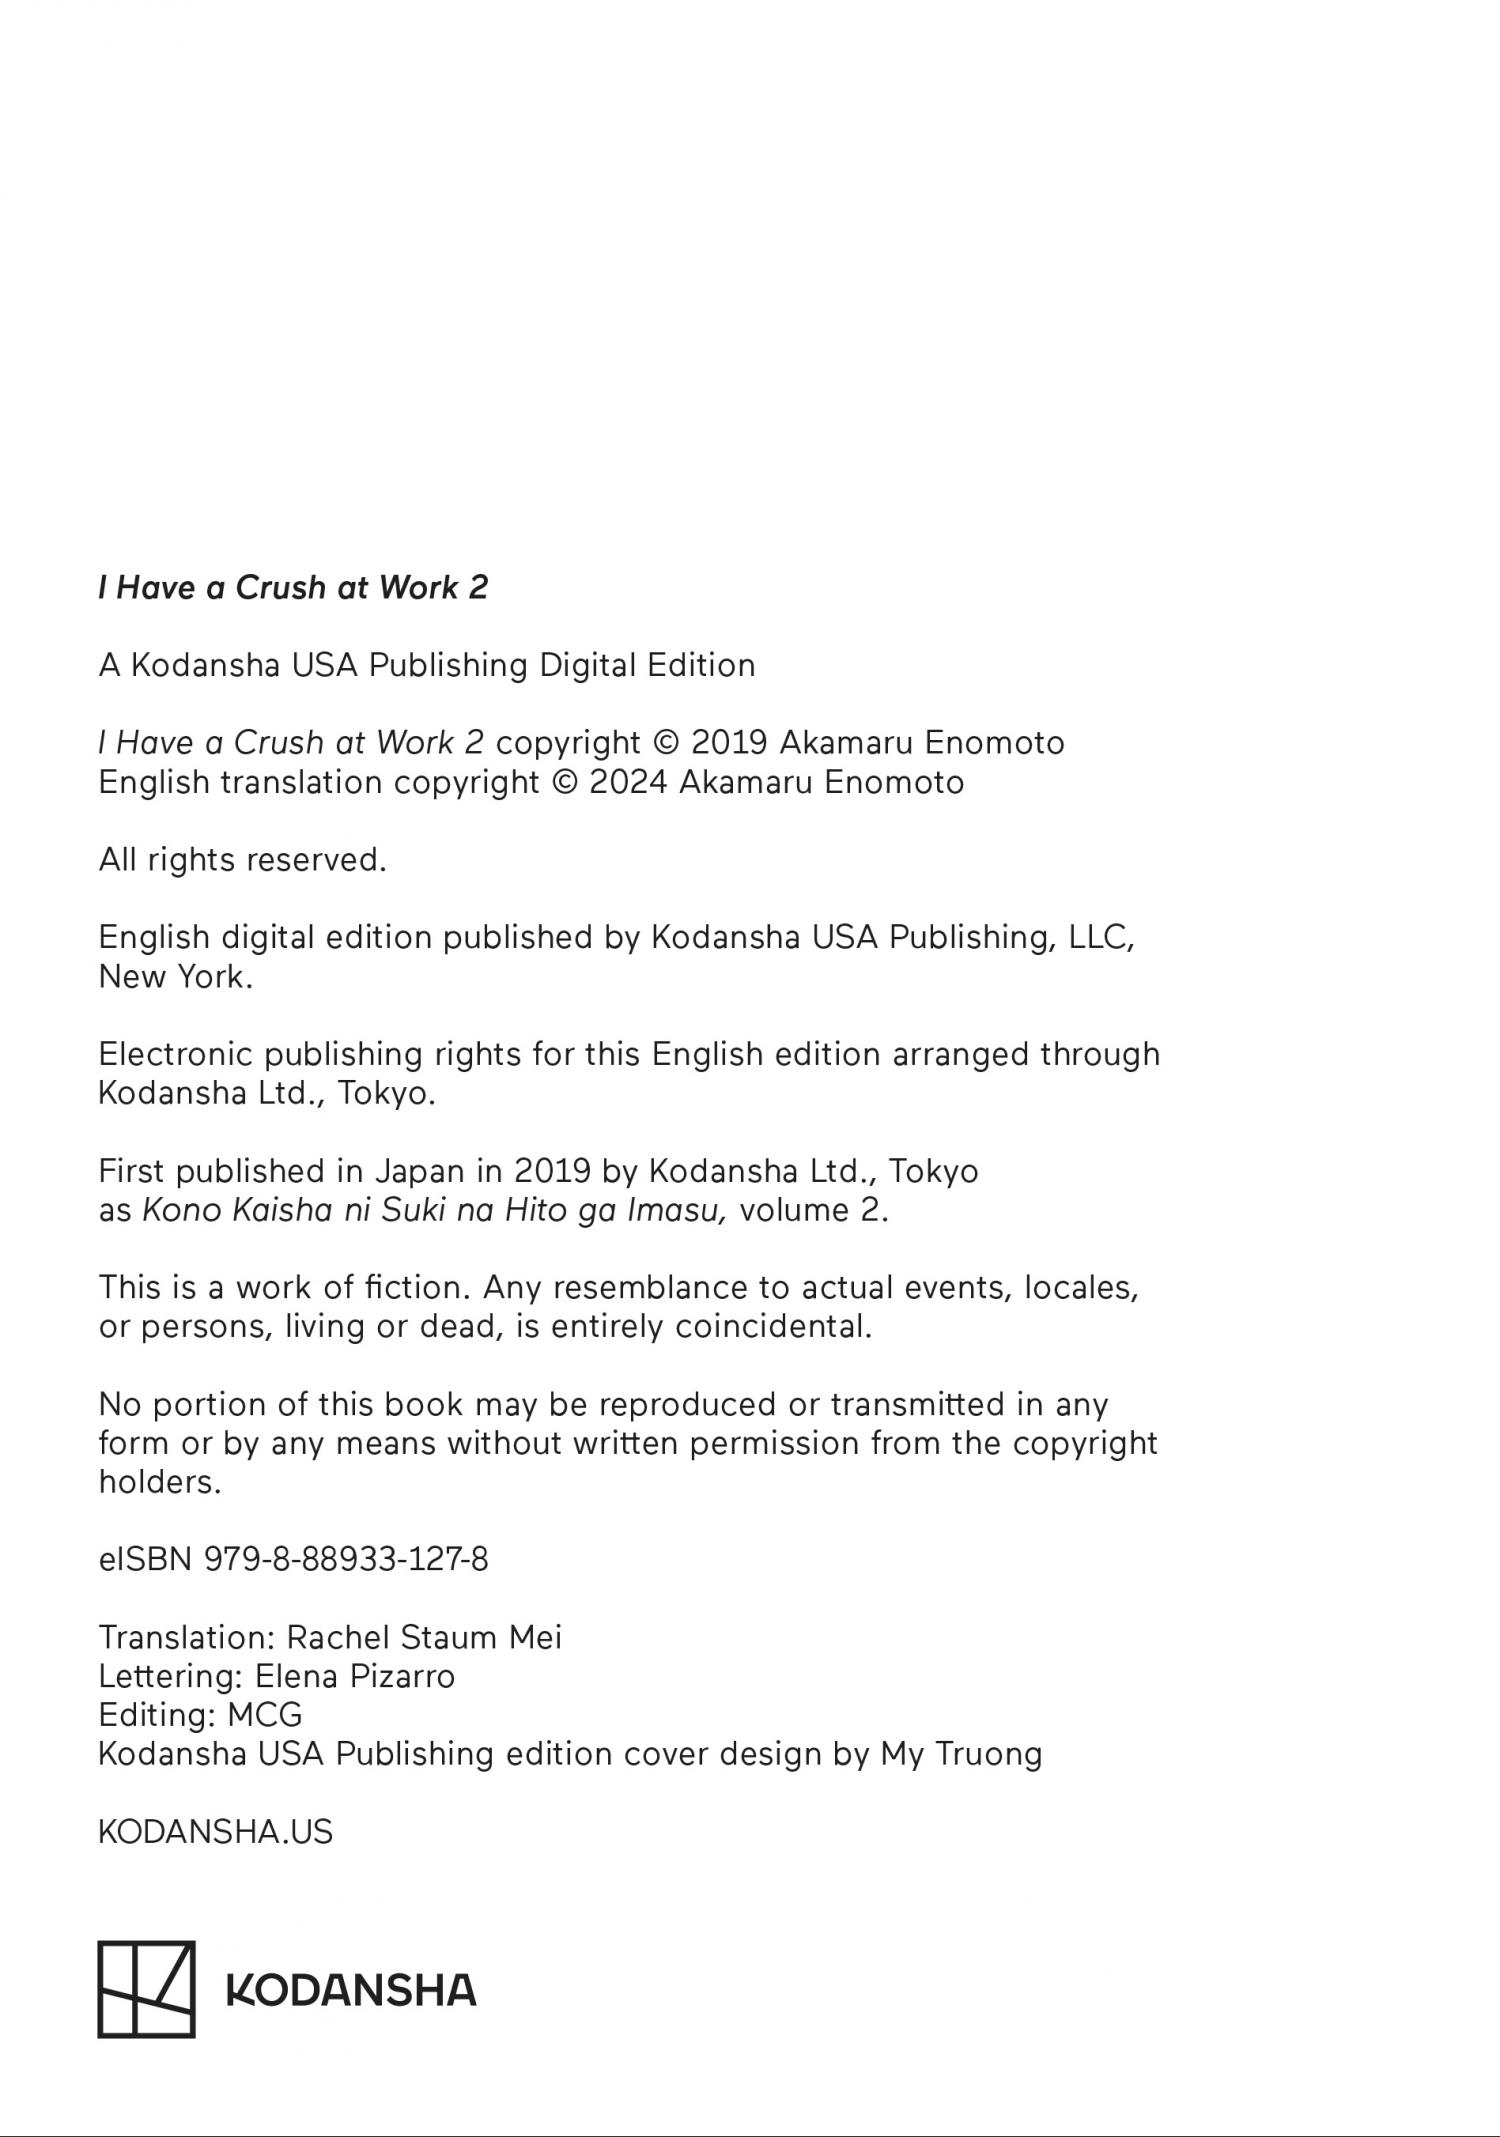 I Have a Crush at Work 2
A Kodansha USA Publishing Digital Edition
I Have a Crush at Work 2 copyright © 2019 Akamaru Enomoto
English translation copyright © 2024 Akamaru Enomoto
All rights reserved.
English digital edition published by Kodansha USA Publishing, LLC,
New York.
Electronic publishing rights for this English edition arranged through
Kodansha Ltd., Tokyo.
First published in Japan in 2019 by Kodansha Ltd., Tokyo
as Kono Kaisha ni Suki na Hito ga Imasu, volume 2.
This is a work of fiction. Any resemblance to actual events, locales,
or persons, living or dead, is entirely coincidental.
No portion of this book may be reproduced or transmitted in any
form or by any means without written permission from the copyright
holders.
eISBN 979-8-88933-127-8
Translation: Rachel Staum Mei
Lettering: Elena Pizarro
Editing: MCG
Kodansha USA Publishing edition cover design by My Truong
KODANSHA.US
KODANSHA